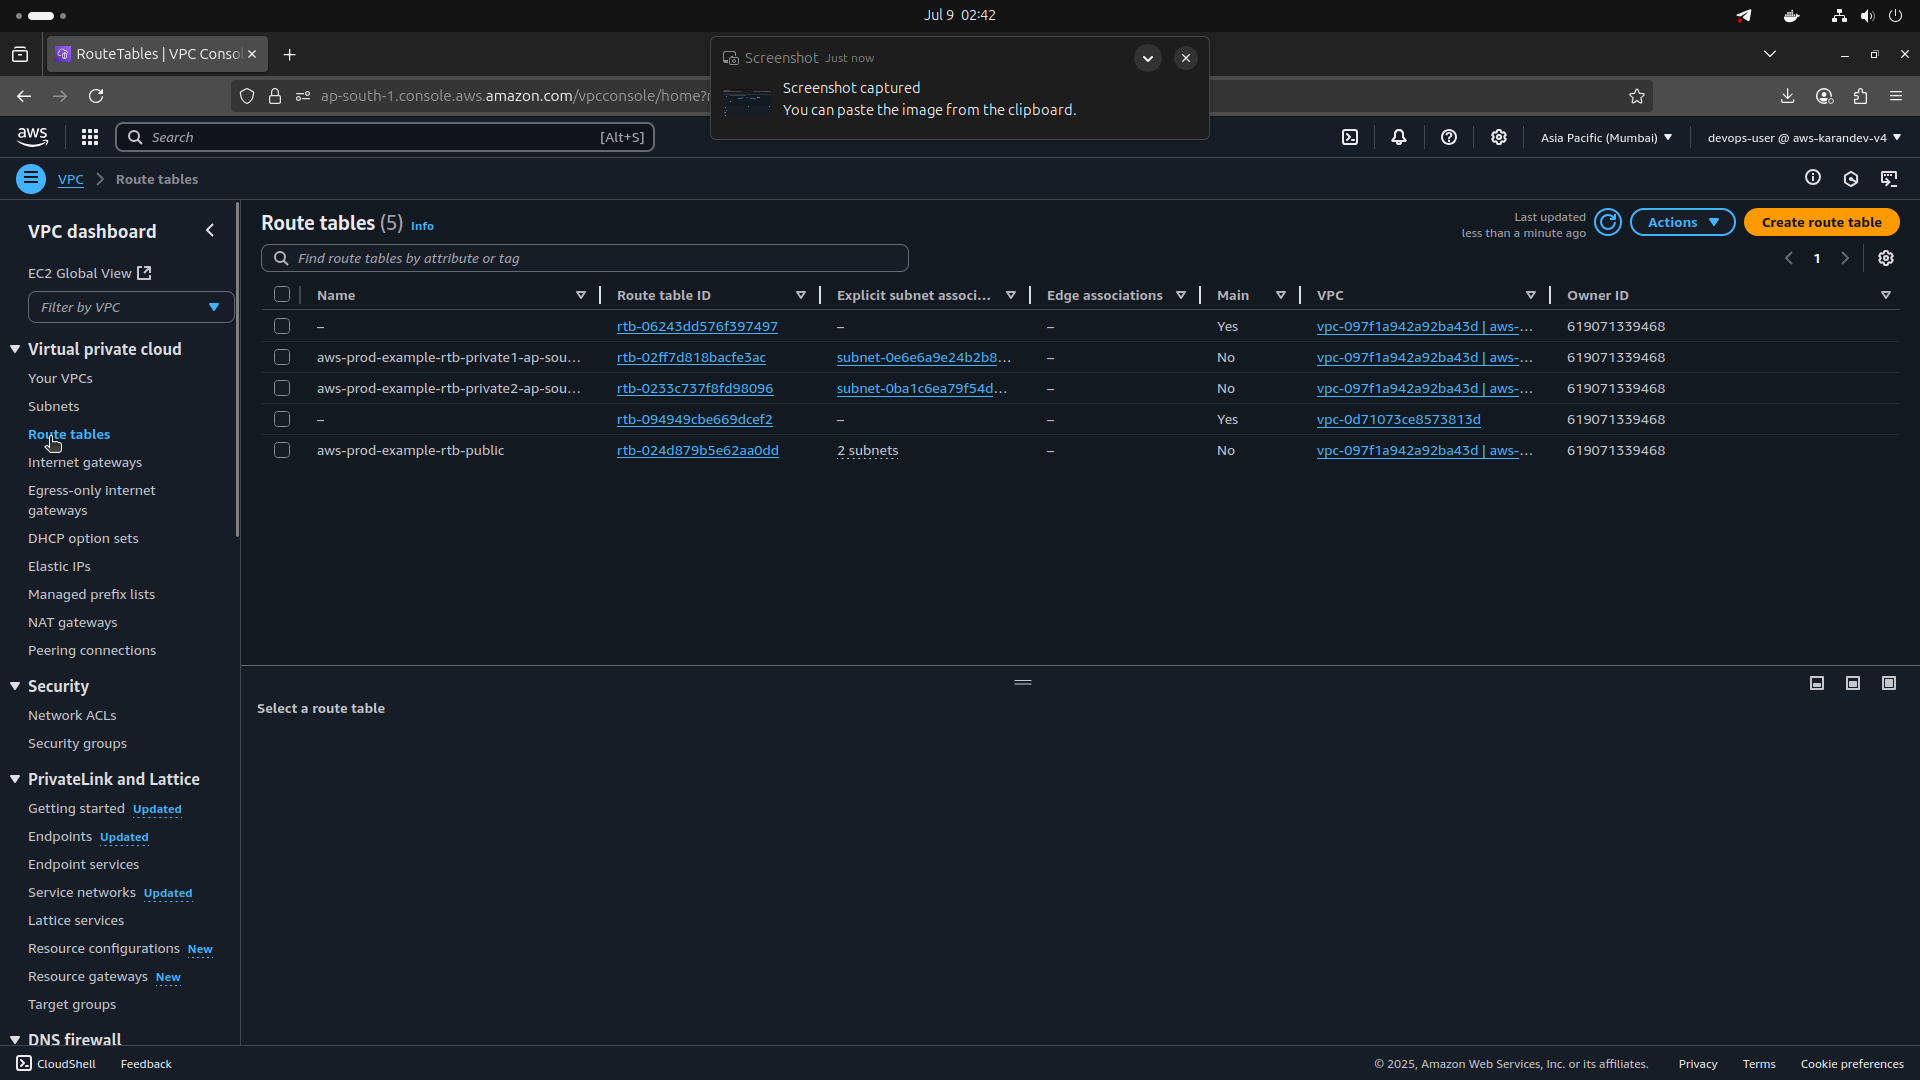 Jul 9 02:42
RouteTables | VPC Consol
Screenshot Just now
Screenshot captured
You can paste the image from the clipboard.
ap-south-1.console.aws.amazon.com/vpcconsole/home?
aws
Search [Alt+S]
Asia Pacific (Mumbai)
devops-user @ aws-karandev-v4
VPC > Route tables
VPC dashboard
EC2 Global View
Filter by VPC
Virtual private cloud
Your VPCs
Subnets
Route tables
Internet gateways
Egress-only internet
gateways
DHCP option sets
Elastic IPs
Managed prefix lists
NAT gateways
Peering connections
Security
Network ACLs
Security groups
PrivateLink and Lattice
Getting started Updated
Endpoints Updated
Endpoint services
Service networks Updated
Lattice services
Resource configurations New
Resource gateways New
Target groups
DNS firewall
Route tables (5) Info
Last updated
less than a minute ago
Actions
Create route table
Find route tables by attribute or tag
1
Name Route table ID Explicit subnet associ... Edge associations Main VPC Owner ID
– rtb-06243dd576f397497 – – Yes vpc-097f1a942a92ba43d | aws-... 619071339468
aws-prod-example-rtb-private1-ap-sou... rtb-02ff7d818bacfe3ac subnet-0e6e6a9e24b2b8... – No vpc-097f1a942a92ba43d | aws-... 619071339468
aws-prod-example-rtb-private2-ap-sou... rtb-0233c737f8fd98096 subnet-0ba1c6ea79f54d... – No vpc-097f1a942a92ba43d | aws-... 619071339468
– rtb-094949cbe669dcef2 – – Yes vpc-0d71073ce8573813d 619071339468
aws-prod-example-rtb-public rtb-024d879b5e62aa0dd 2 subnets – No vpc-097f1a942a92ba43d | aws-... 619071339468
Select a route table
CloudShell Feedback
© 2025, Amazon Web Services, Inc. or its affiliates. Privacy Terms Cookie preferences